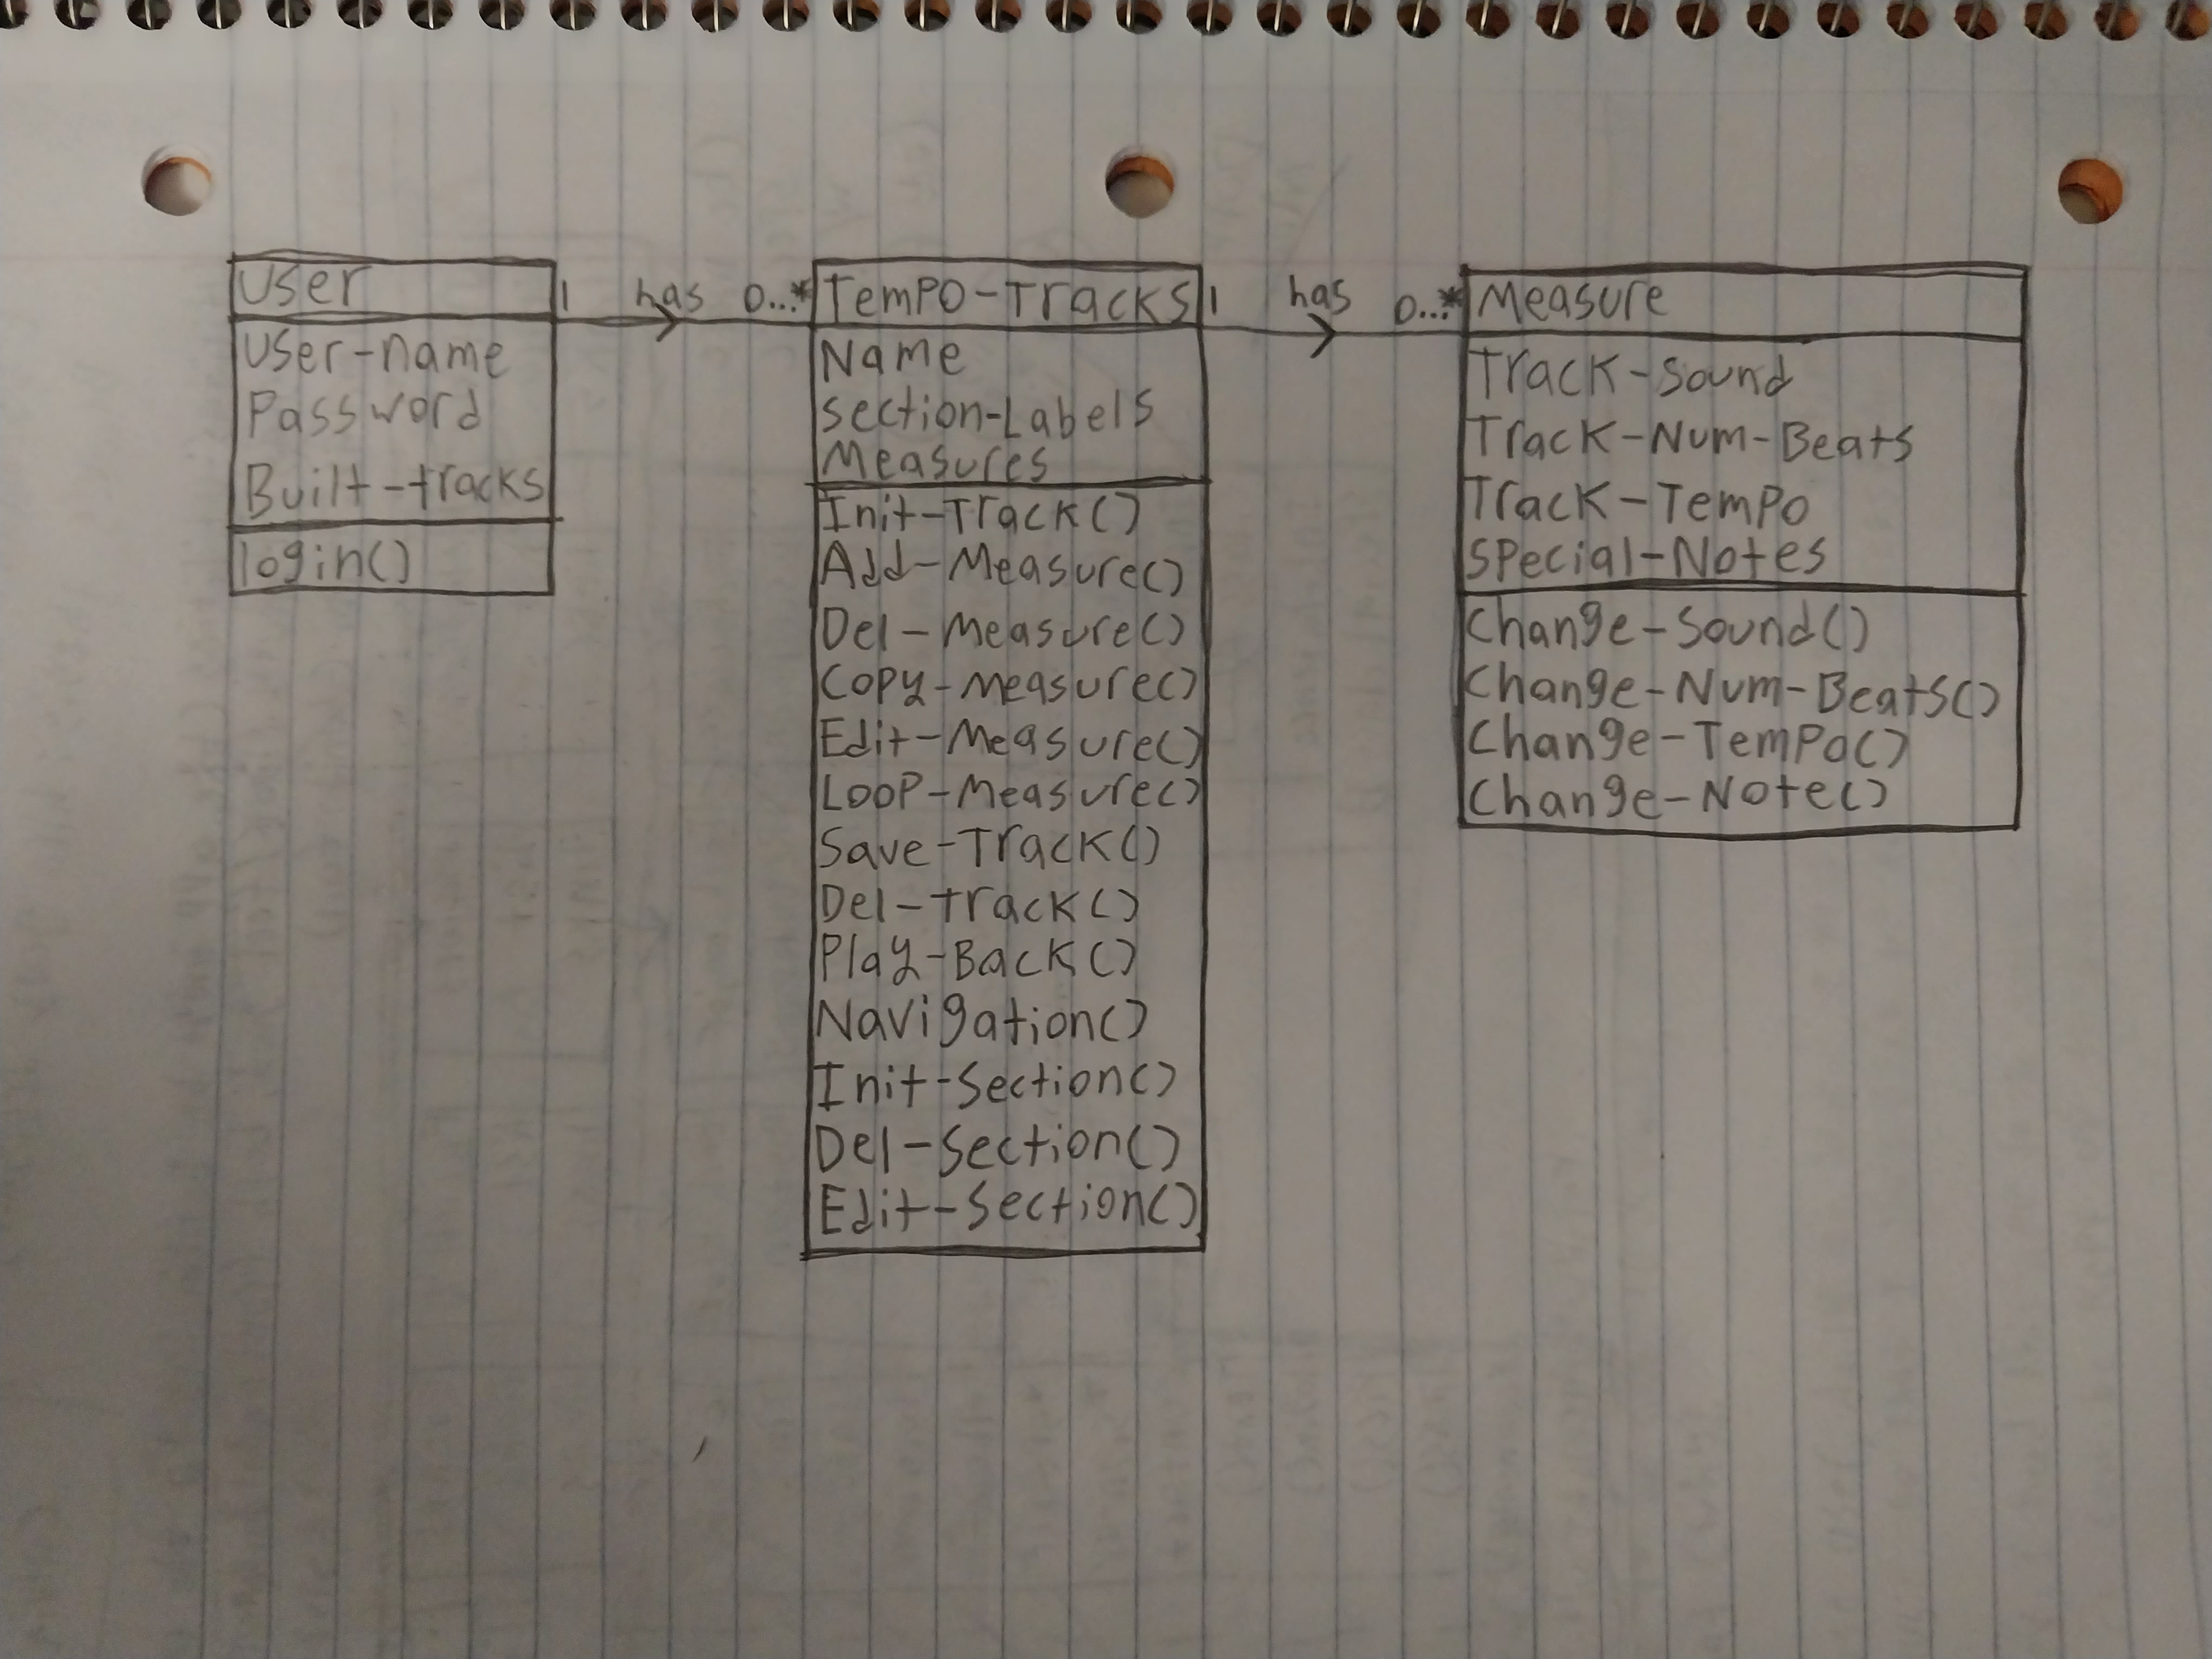 User
User-name
Password
Built-tracks
login()
1 has 0...*
Tempo-Tracks
Name
Section-Labels
Measures
Init-Track()
Add-Measure()
Del-Measure()
Copy-Measure()
Edit-Measure()
Loop-Measure()
Save-Track()
Del-track()
Play-Back()
Navigation()
Init-Section()
Del-Section()
Edit-Section()
1 has 0...*
Measure
Track-Sound
Track-Num-Beats
Track-Tempo
Special-Notes
Change-Sound()
Change-Num-Beats()
Change-Tempo()
Change-Note()